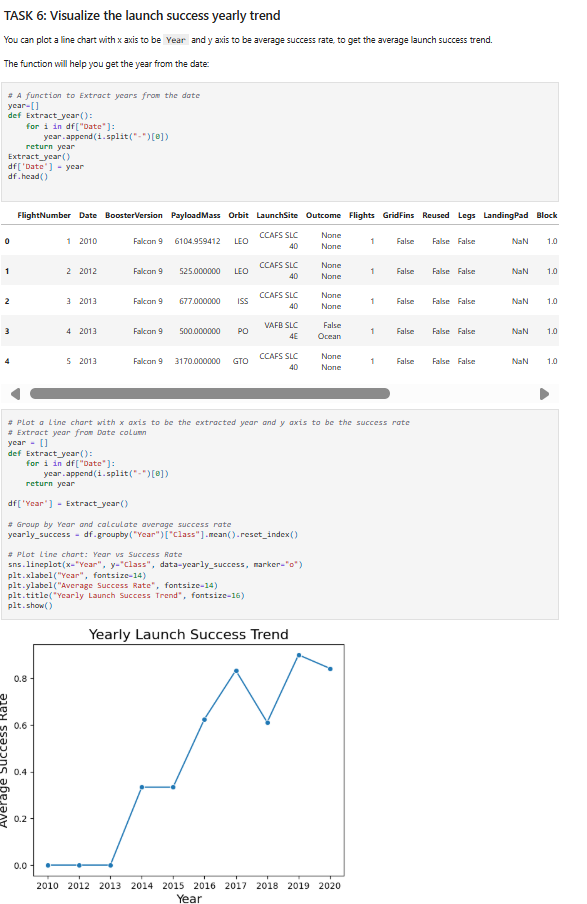 TASK 6: Visualize the launch success yearly trend
You can plot a line chart with x axis to be Year and y axis to be average success rate, to get the average launch success trend.
The function will help you get the year from the date:
# A function to Extract years from the date
year=[]
def Extract_year():
    for i in df["Date"]:
        year.append(i.split("-")[0])
    return year
Extract_year()
df['Date'] = year
df.head()
FlightNumber Date BoosterVersion PayloadMass Orbit LaunchSite Outcome Flights GridFins Reused Legs LandingPad Block
0 1 2010 Falcon 9 6104.959412 LEO CCAFS SLC 40 None None 1 False False False NaN 1.0
1 2 2012 Falcon 9 525.000000 LEO CCAFS SLC 40 None None 1 False False False NaN 1.0
2 3 2013 Falcon 9 677.000000 ISS CCAFS SLC 40 None None 1 False False False NaN 1.0
3 4 2013 Falcon 9 500.000000 PO VAFB SLC 4E False Ocean 1 False False False NaN 1.0
4 5 2013 Falcon 9 3170.000000 GTO CCAFS SLC 40 None None 1 False False False NaN 1.0
# Plot a line chart with x axis to be the extracted year and y axis to be the success rate
# Extract year from Date column
year = []
def Extract_year():
    for i in df["Date"]:
        year.append(i.split("-")[0])
    return year
df['Year'] = Extract_year()
# Group by Year and calculate average success rate
yearly_success = df.groupby("Year")["Class"].mean().reset_index()
# Plot line chart: Year vs Success Rate
sns.lineplot(x="Year", y="Class", data=yearly_success, marker="o")
plt.xlabel("Year", fontsize=14)
plt.ylabel("Average Success Rate", fontsize=14)
plt.title("Yearly Launch Success Trend", fontsize=16)
plt.show()
Yearly Launch Success Trend
Average Success Rate
0.8
0.6
0.4
0.2
0.0
2010 2012 2013 2014 2015 2016 2017 2018 2019 2020
Year